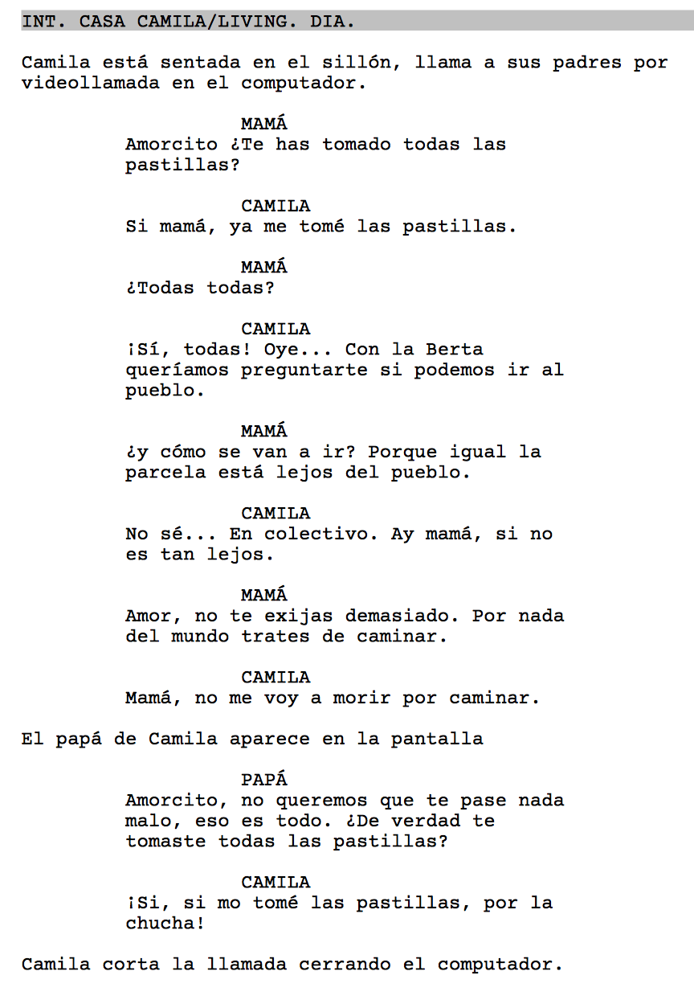 INT. CASA CAMILA/LIVING. DIA.
Camila está sentada en el sillón, llama a sus padres por
videollamada en el computador.
MAMÁ
Amorcito ¿Te has tomado todas las
pastillas?
CAMILA
Si mamá, ya me tomé las pastillas.
MAMÁ
¿Todas todas?
CAMILA
¡Sí, todas! Oye... Con la Berta
queríamos preguntarte si podemos ir al
pueblo.
MAMÁ
¿y cómo se van a ir? Porque igual la
parcela está lejos del pueblo.
CAMILA
No sé... En colectivo. Ay mamá, si no
es tan lejos.
MAMÁ
Amor, no te exijas demasiado. Por nada
del mundo trates de caminar.
CAMILA
Mamá, no me voy a morir por caminar.
El papá de Camila aparece en la pantalla
PAPÁ
Amorcito, no queremos que te pase nada
malo, eso es todo. ¿De verdad te
tomaste todas las pastillas?
CAMILA
¡Si, si mo tomé las pastillas, por la
chucha!
Camila corta la llamada cerrando el computador.